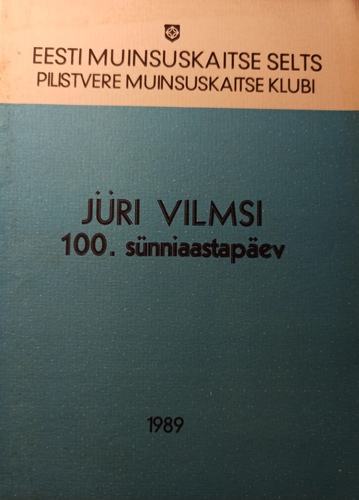 EESTI MUINSUSKAITSE SELTS
PILISTVERE MUINSUSKAITSE KLUBI
JÜRI VILMSI
100. sünniaastapäev
1989